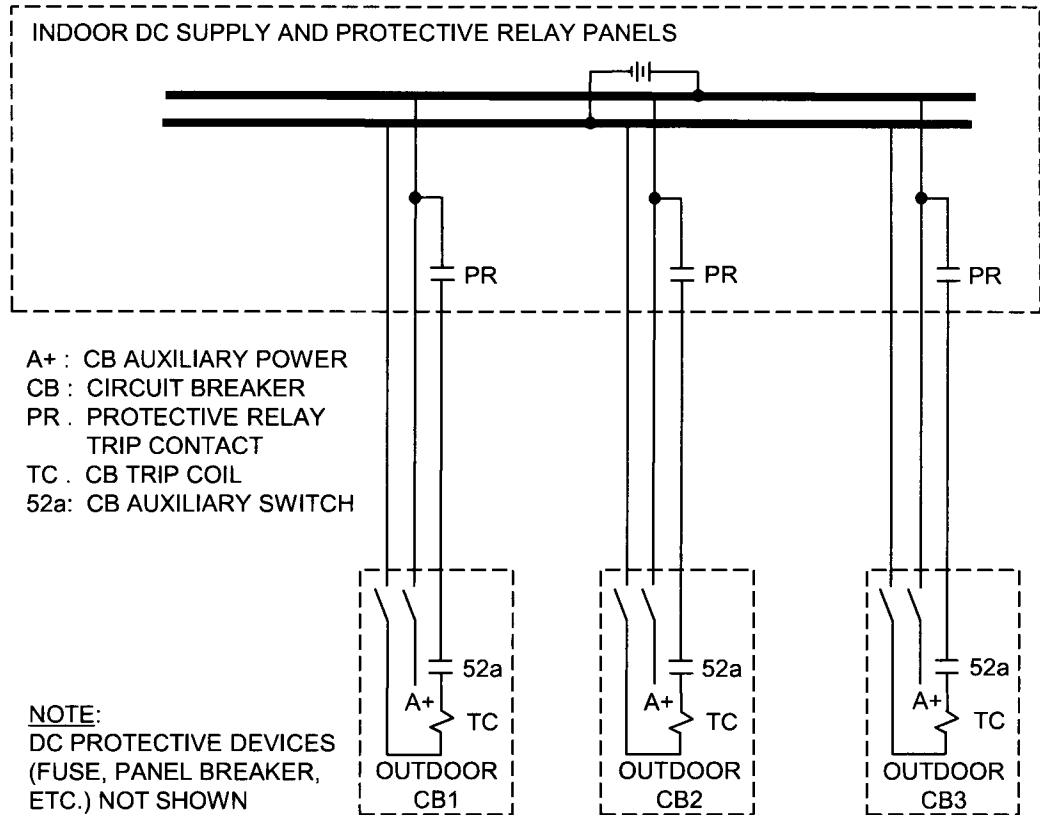 INDOOR DC SUPPLY AND PROTECTIVE RELAY PANELS
PR
PR
PR
A+ : CB AUXILIARY POWER
CB : CIRCUIT BREAKER
PR . PROTECTIVE RELAY
TRIP CONTACT
TC . CB TRIP COIL
52a: CB AUXILIARY SWITCH
52a
A+
TC
OUTDOOR
CB1
52a
A+
TC
OUTDOOR
CB2
52a
A+
TC
OUTDOOR
CB3
NOTE:
DC PROTECTIVE DEVICES
(FUSE, PANEL BREAKER,
ETC.) NOT SHOWN